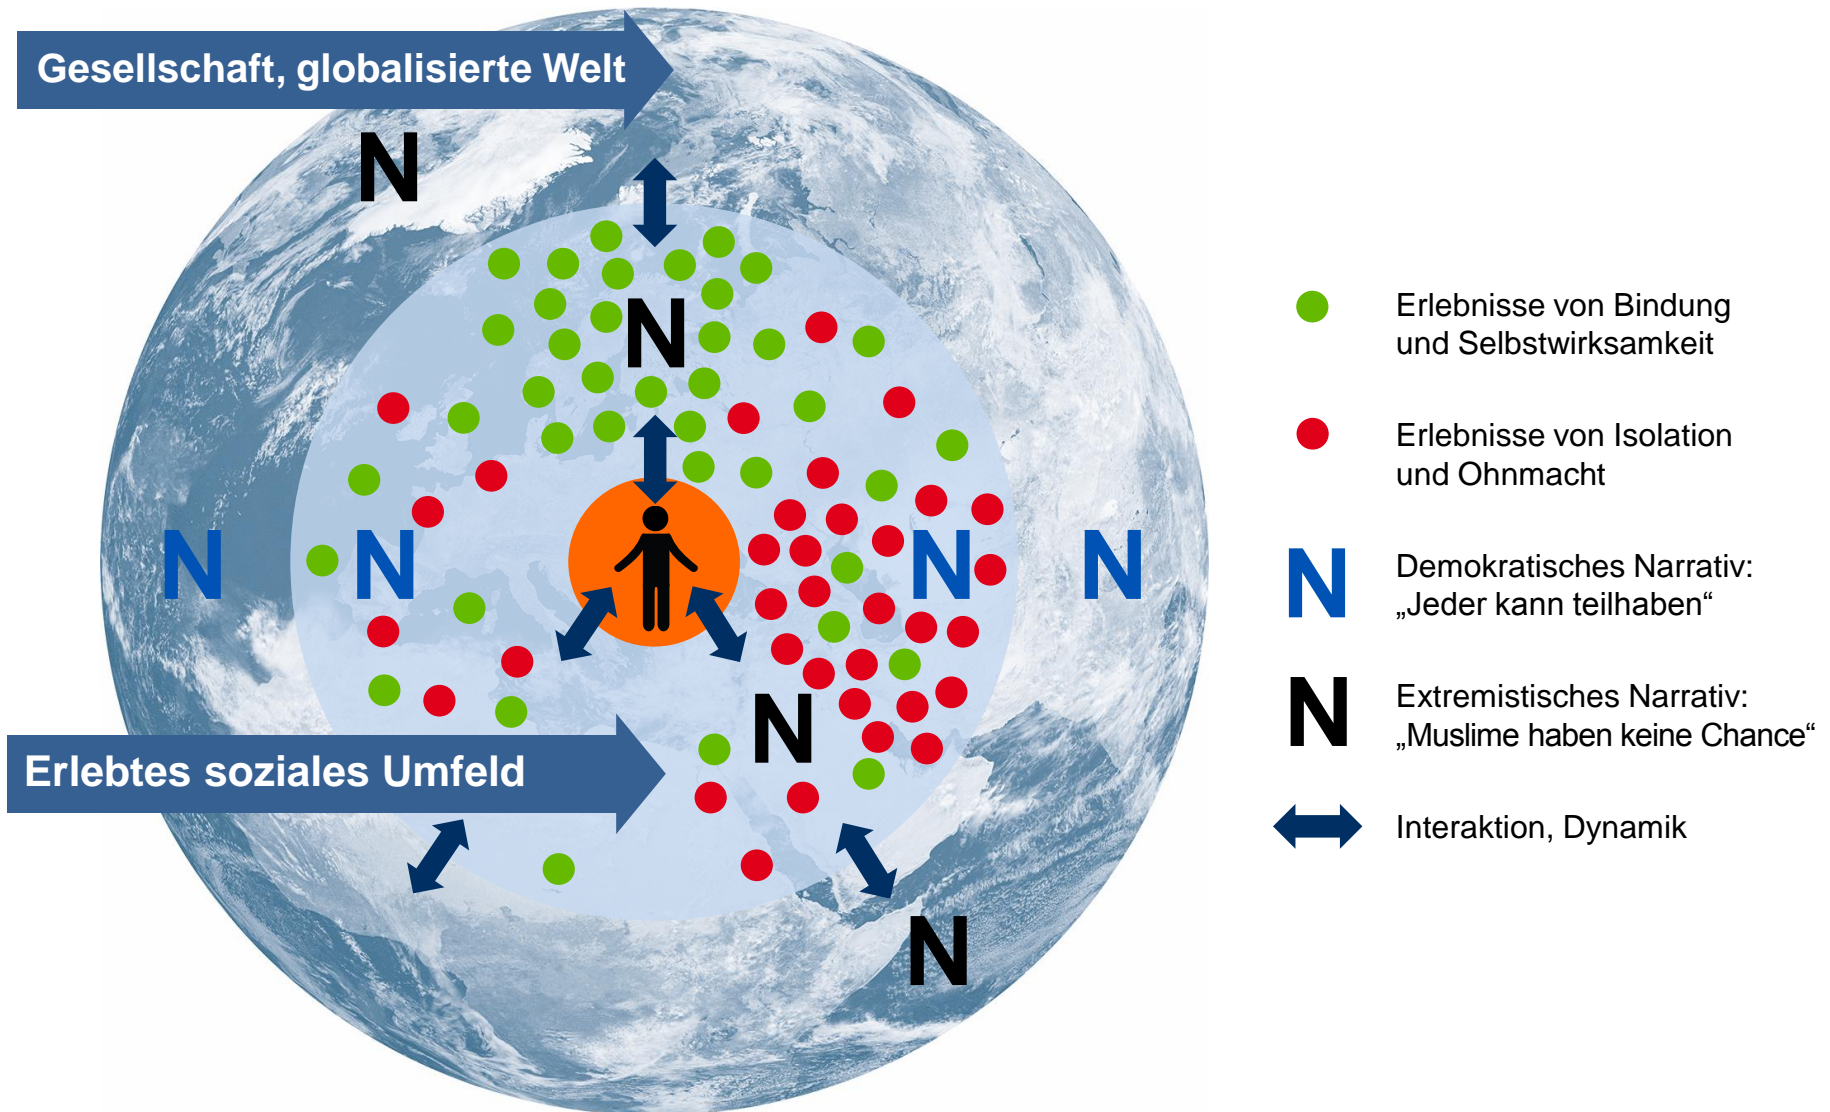 Gesellschaft, globalisierte Welt
N
N
N
N
N
N
N
N
Erlebtes soziales Umfeld
Erlebnisse von Bindung
und Selbstwirksamkeit
Erlebnisse von Isolation
und Ohnmacht
N Demokratisches Narrativ:
„Jeder kann teilhaben“
N Extremistisches Narrativ:
„Muslime haben keine Chance“
Interaktion, Dynamik